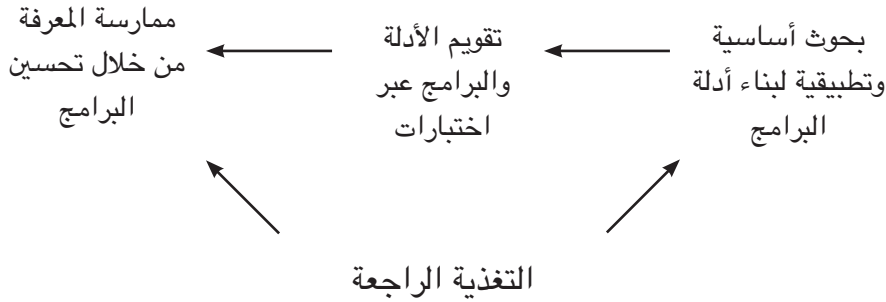 بحوث أساسية
وتطبيقية لبناء أدلة
البرامج
تقويم الأدلة
والبرامج عبر
اختبارات
ممارسة المعرفة
من خلال تحسين
البرامج
التغذية الراجعة